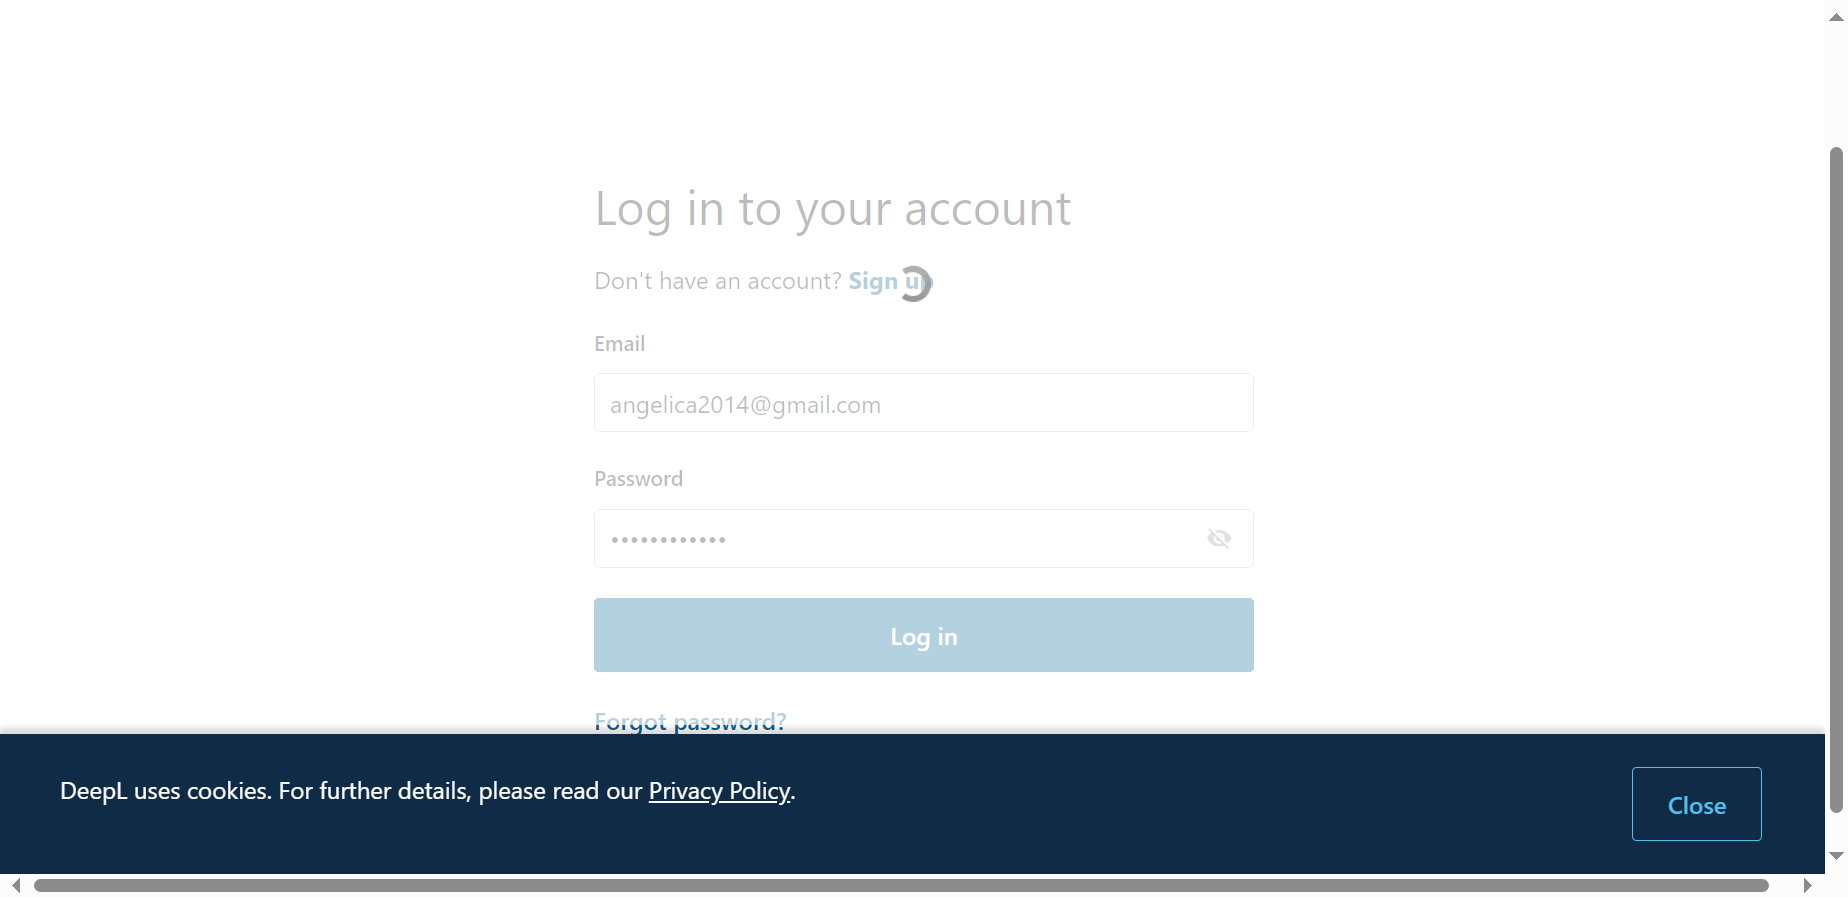 Log in to your account
Don't have an account? Sign up
Email
angelica2014@gmail.com
Password
••••••••••••
Log in
Forgot password?
DeepL uses cookies. For further details, please read our Privacy Policy.
Close